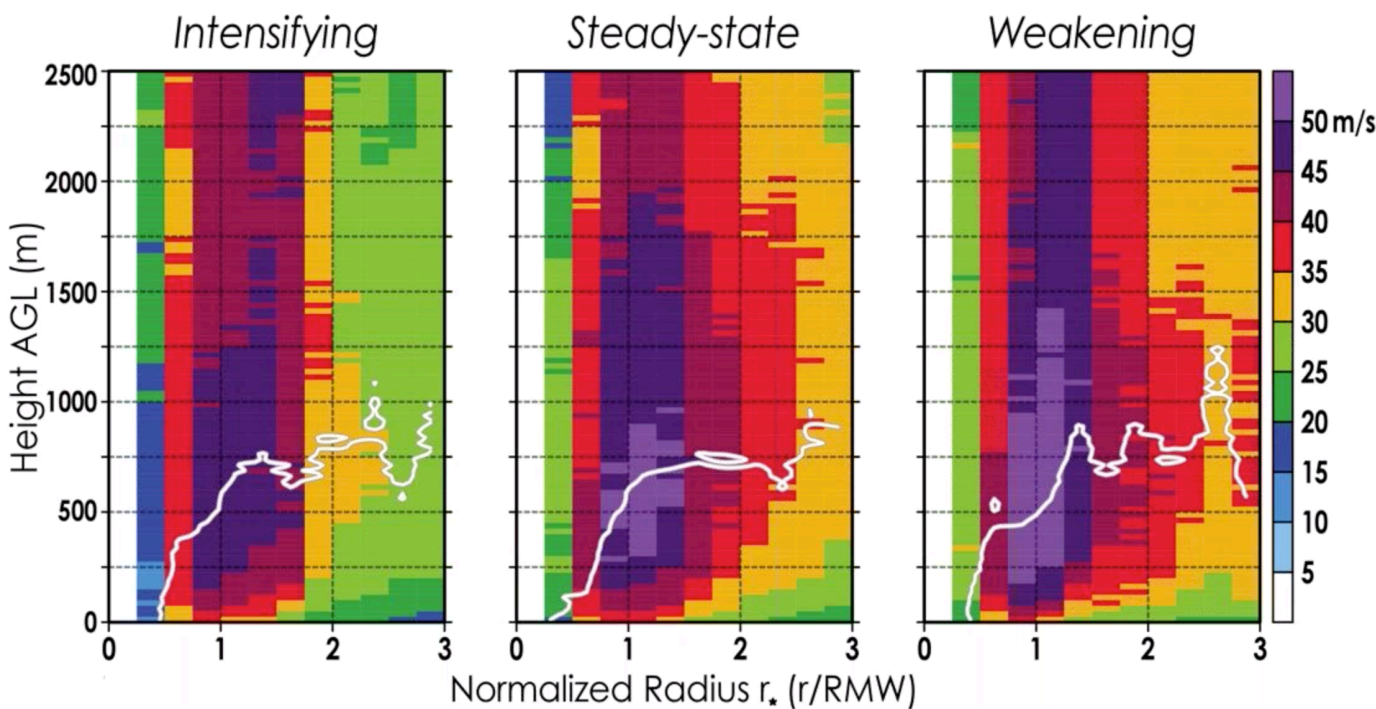 Intensifying
Steady-state
Weakening
Height AGL (m)
2500
2000
1500
1000
500
0
0 1 2 3
0 1 2 3
0 1 2 3
50 m/s
45
40
35
30
25
20
15
10
5
Normalized Radius r* (r/RMW)